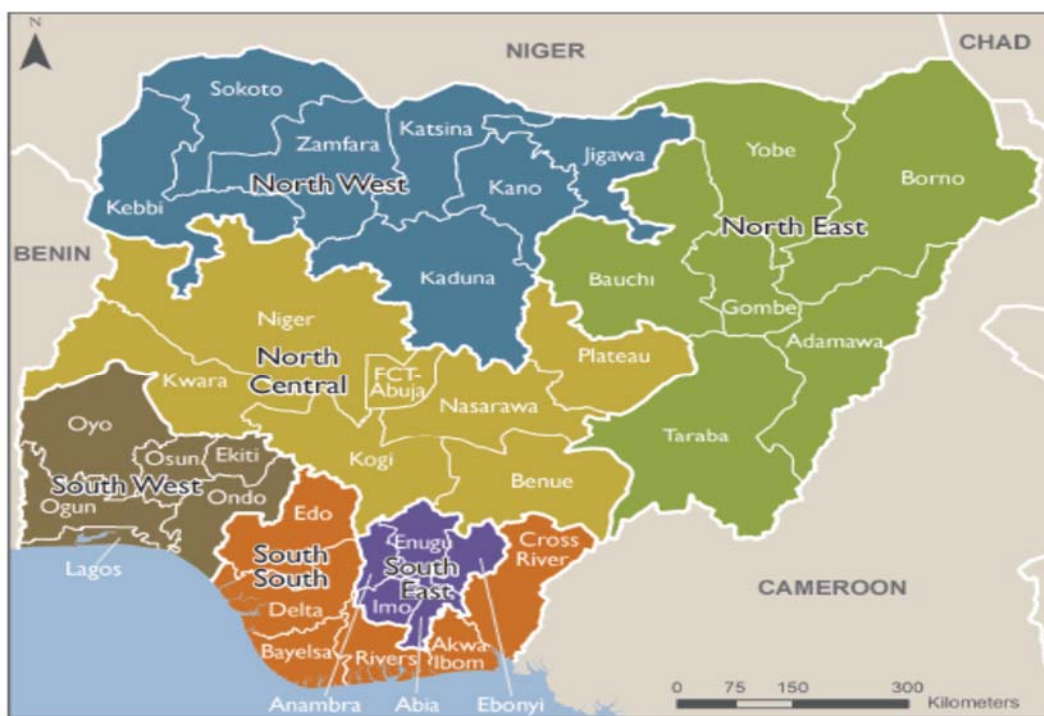 N
NIGER
CHAD
Sokoto
Katsina
Zamfara
Jigawa
Yobe
Kano
Borno
North West
Kebbi
North East
BENIN
Kaduna
Bauchi
Gombe
Niger
Adamawa
Plateau
North
Central
FCT-
Abuja
Kwara
Nasarawa
Oyo
Taraba
Osun
Ekiti
Kogi
South West
Benue
Ogun
Ondo
Edo
Enugu
Cross
River
South
South
South
East
Lagos
CAMEROON
Imo
Delta
Bayelsa
Rivers
Akwa
Ibom
Anambra
Abia
Ebonyi
0 75 150 300
Kilometers